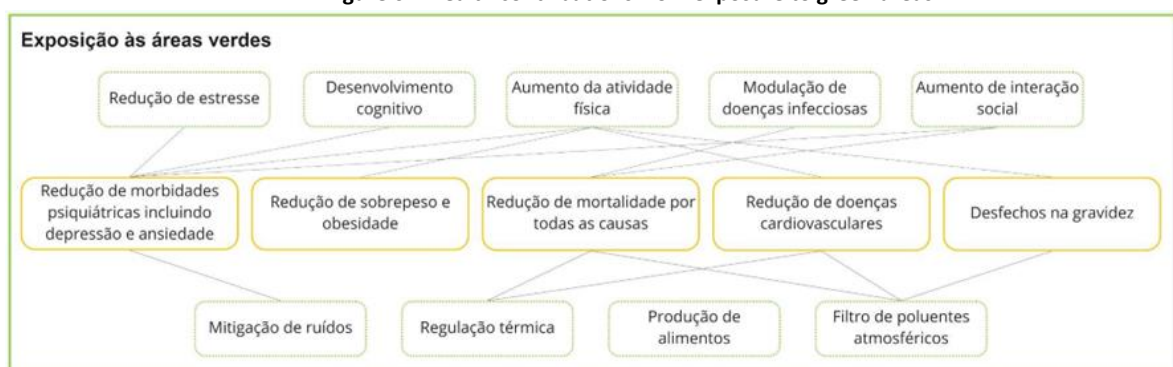 Exposição às áreas verdes
Redução de estresse
Desenvolvimento
cognitivo
Aumento da atividade
física
Modulação de
doenças infecciosas
Aumento de interação
social
Redução de morbidades
psiquiátricas incluindo
depressão e ansiedade
Redução de sobrepeso e
obesidade
Redução de mortalidade por
todas as causas
Redução de doenças
cardiovasculares
Desfechos na gravidez
Mitigação de ruídos
Regulação térmica
Produção de
alimentos
Filtro de poluentes
atmosféricos